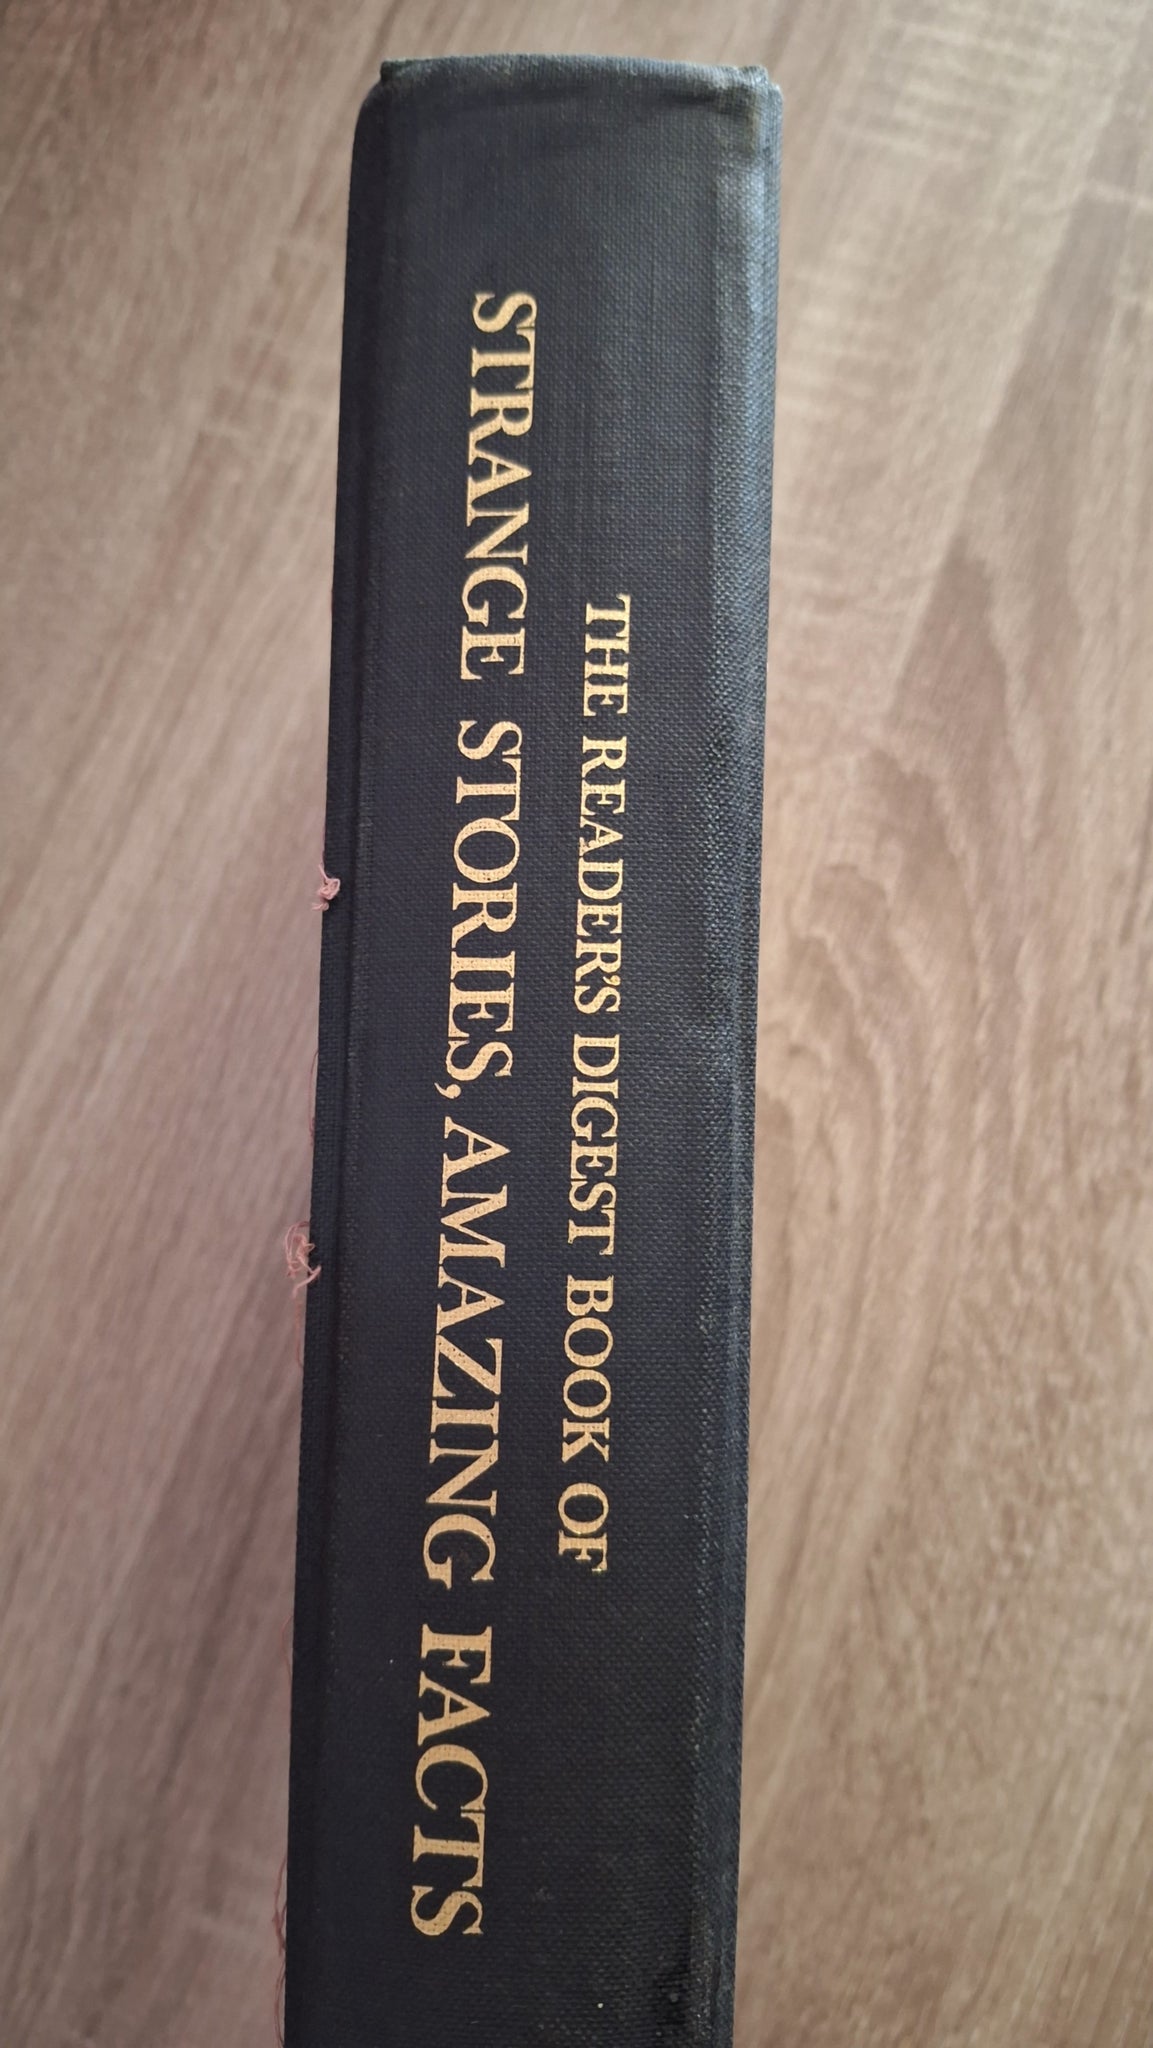 THE READER'S DIGEST BOOK OF
STRANGE STORIES, AMAZING FACTS